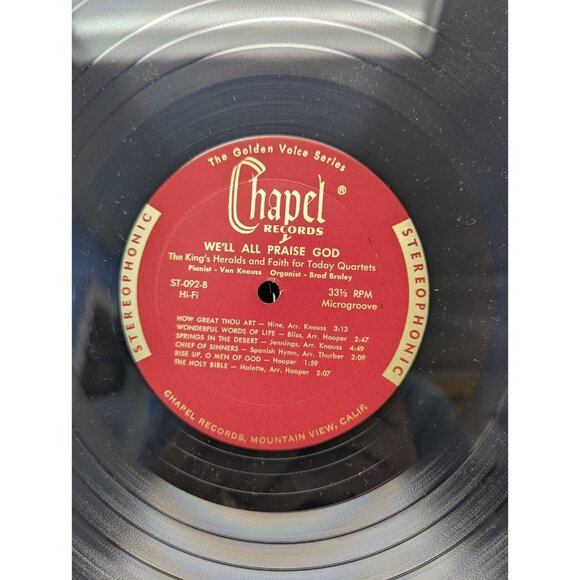 The Golden Voice Series
Chapel ®
RECORDS
WE'LL ALL PRAISE GOD
The King's Heralds and Faith for Today Quartets
Pianist - Van Knauss Organist - Brad Braley
ST-092-B 33⅓ RPM
Hi-Fi Microgroove
STEREOPHONIC
STEREOPHONIC
HOW GREAT THOU ART — Hine, Arr. Knauss 3:13
WONDERFUL WORDS OF LIFE — Bliss, Arr. Hooper 2:47
SPRINGS IN THE DESERT — Jennings, Arr. Knauss 4:49
CHIEF OF SINNERS — Spanish Hymn, Arr. Thurber 2:09
RISE UP, O MEN OF GOD — Hooper 1:59
THE HOLY BIBLE — Malotte, Arr. Hooper 2:07
CHAPEL RECORDS, MOUNTAIN VIEW, CALIF.